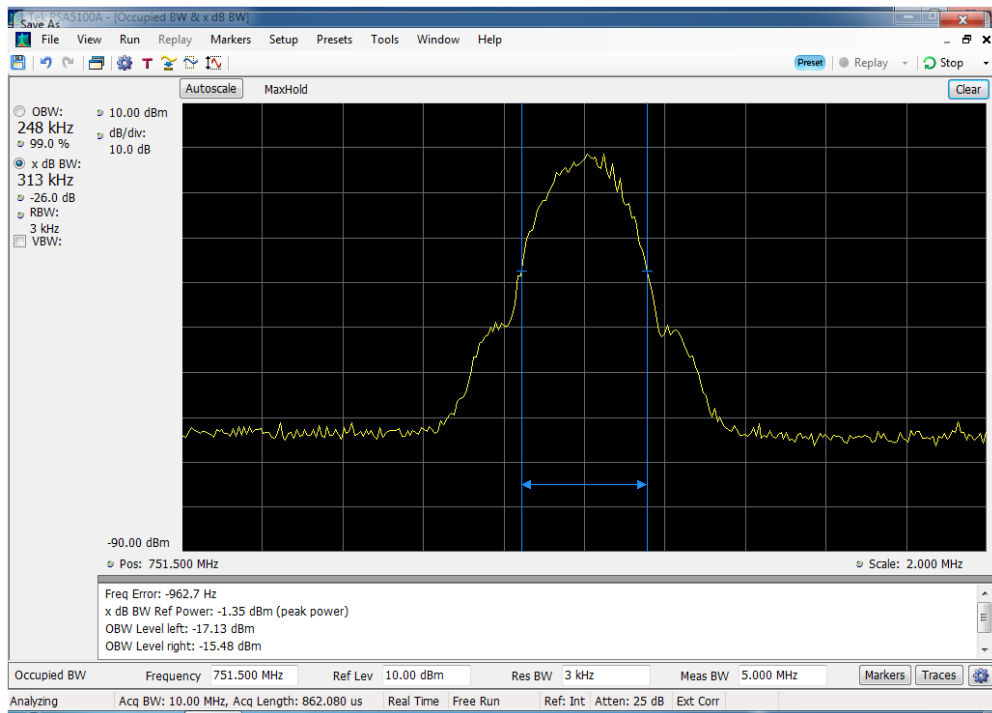 Tek RSA5100A - [Occupied BW & x dB BW]
Save As
File View Run Replay Markers Setup Presets Tools Window Help
T Preset Replay Stop
Autoscale MaxHold Clear
OBW:
248 kHz
99.0 %
x dB BW:
313 kHz
-26.0 dB
RBW:
3 kHz
VBW:
10.00 dBm
dB/div:
10.0 dB
-90.00 dBm
Pos: 751.500 MHz Scale: 2.000 MHz
Freq Error: -962.7 Hz
x dB BW Ref Power: -1.35 dBm (peak power)
OBW Level left: -17.13 dBm
OBW Level right: -15.48 dBm
Occupied BW Frequency 751.500 MHz Ref Lev 10.00 dBm Res BW 3 kHz Meas BW 5.000 MHz Markers Traces
Analyzing Acq BW: 10.00 MHz, Acq Length: 862.080 us Real Time Free Run Ref: Int Atten: 25 dB Ext Corr